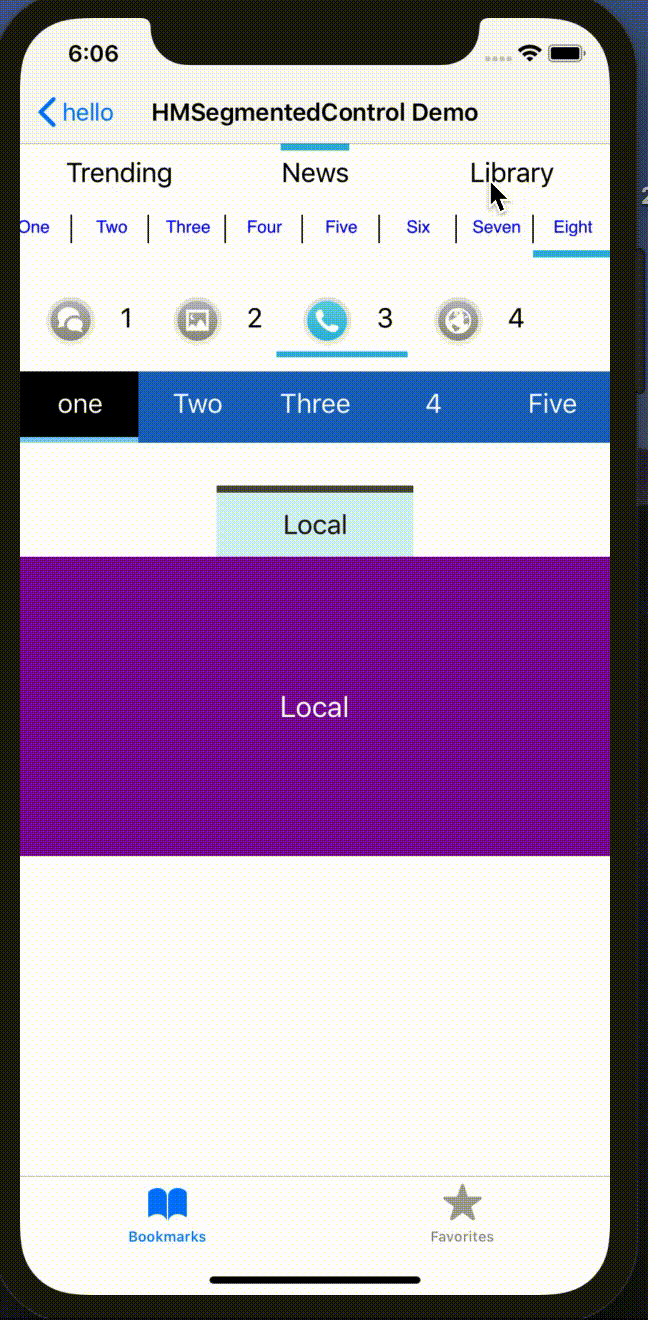 6:06
hello HMSegmentedControl Demo
Trending News Library
One Two Three Four Five Six Seven Eight
1 2 3 4
one Two Three 4 Five
Local
Local
Bookmarks Favorites